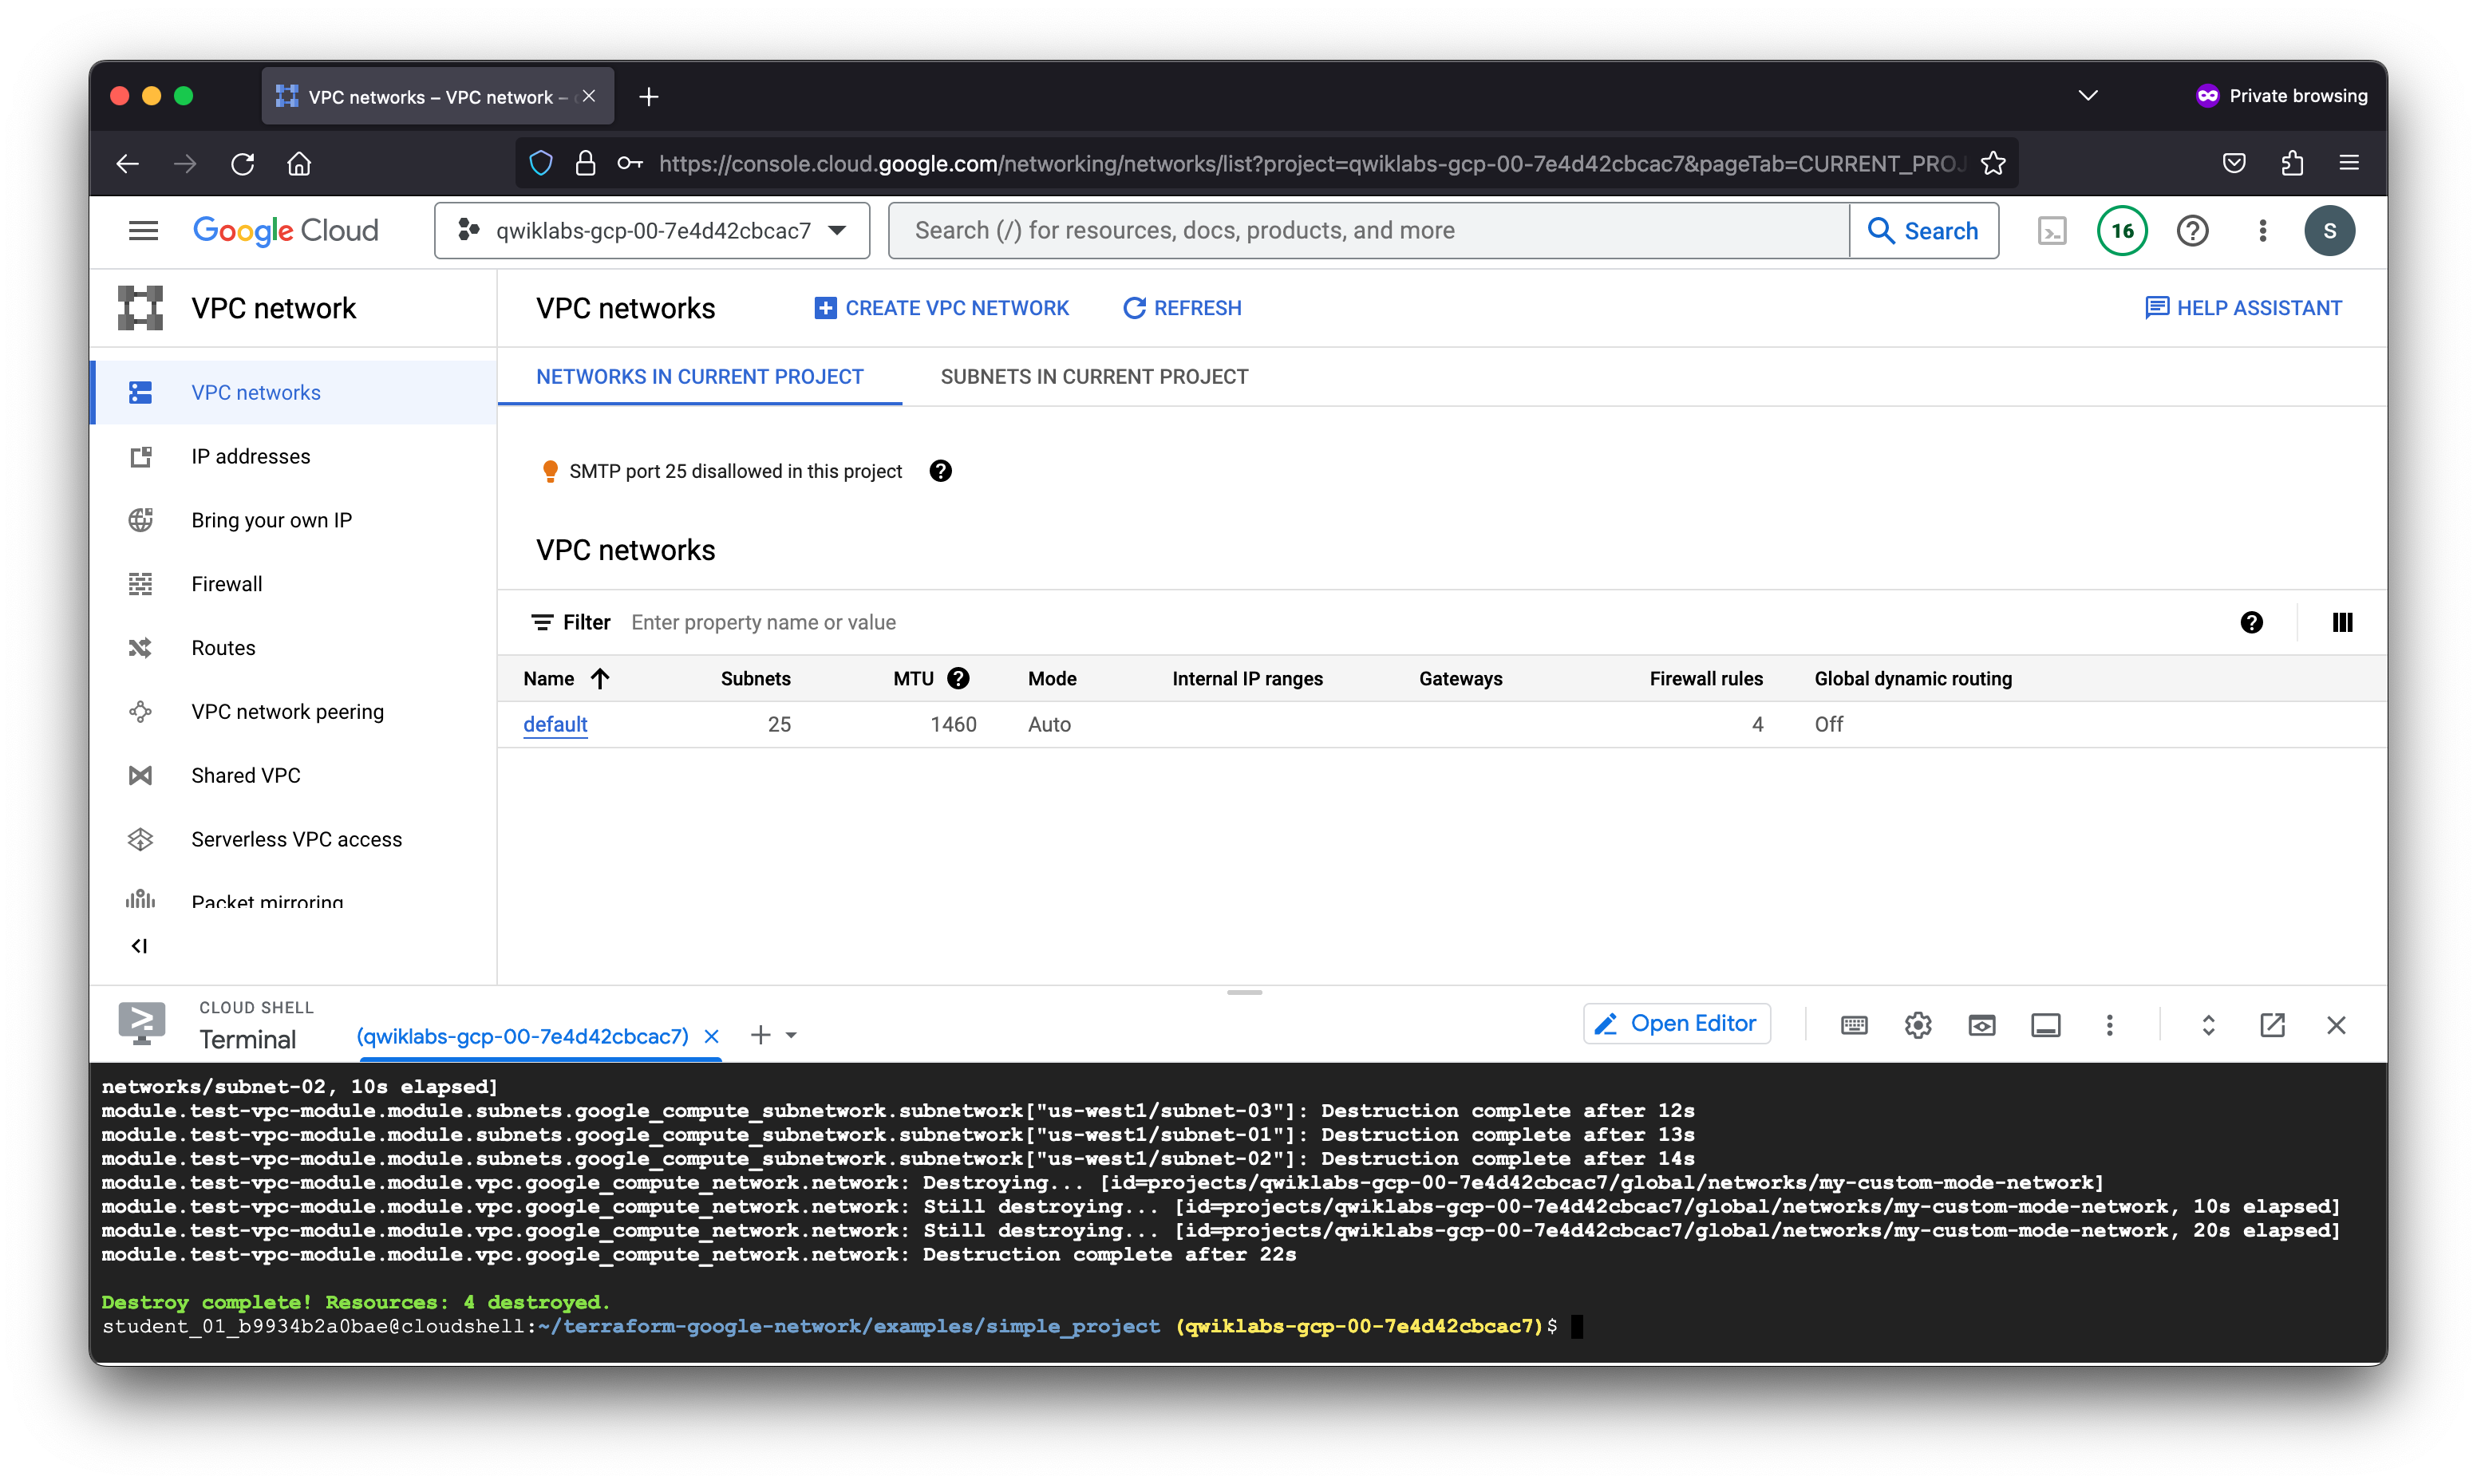 VPC networks – VPC network –
Private browsing
https://console.cloud.google.com/networking/networks/list?project=qwiklabs-gcp-00-7e4d42cbcac7&pageTab=CURRENT_PROJ
Google Cloud
qwiklabs-gcp-00-7e4d42cbcac7
Search (/) for resources, docs, products, and more
Search
16
S
VPC network
VPC networks
CREATE VPC NETWORK
REFRESH
HELP ASSISTANT
VPC networks
IP addresses
Bring your own IP
Firewall
Routes
VPC network peering
Shared VPC
Serverless VPC access
Packet mirroring
NETWORKS IN CURRENT PROJECT
SUBNETS IN CURRENT PROJECT
SMTP port 25 disallowed in this project
VPC networks
Filter Enter property name or value
Name Subnets MTU Mode Internal IP ranges Gateways Firewall rules Global dynamic routing
default 25 1460 Auto 4 Off
CLOUD SHELL
Terminal
(qwiklabs-gcp-00-7e4d42cbcac7)
Open Editor
networks/subnet-02, 10s elapsed]
module.test-vpc-module.module.subnets.google_compute_subnetwork.subnetwork["us-west1/subnet-03"]: Destruction complete after 12s
module.test-vpc-module.module.subnets.google_compute_subnetwork.subnetwork["us-west1/subnet-01"]: Destruction complete after 13s
module.test-vpc-module.module.subnets.google_compute_subnetwork.subnetwork["us-west1/subnet-02"]: Destruction complete after 14s
module.test-vpc-module.module.vpc.google_compute_network.network: Destroying... [id=projects/qwiklabs-gcp-00-7e4d42cbcac7/global/networks/my-custom-mode-network]
module.test-vpc-module.module.vpc.google_compute_network.network: Still destroying... [id=projects/qwiklabs-gcp-00-7e4d42cbcac7/global/networks/my-custom-mode-network, 10s elapsed]
module.test-vpc-module.module.vpc.google_compute_network.network: Still destroying... [id=projects/qwiklabs-gcp-00-7e4d42cbcac7/global/networks/my-custom-mode-network, 20s elapsed]
module.test-vpc-module.module.vpc.google_compute_network.network: Destruction complete after 22s
Destroy complete! Resources: 4 destroyed.
student_01_b9934b2a0bae@cloudshell:~/terraform-google-network/examples/simple_project (qwiklabs-gcp-00-7e4d42cbcac7)$